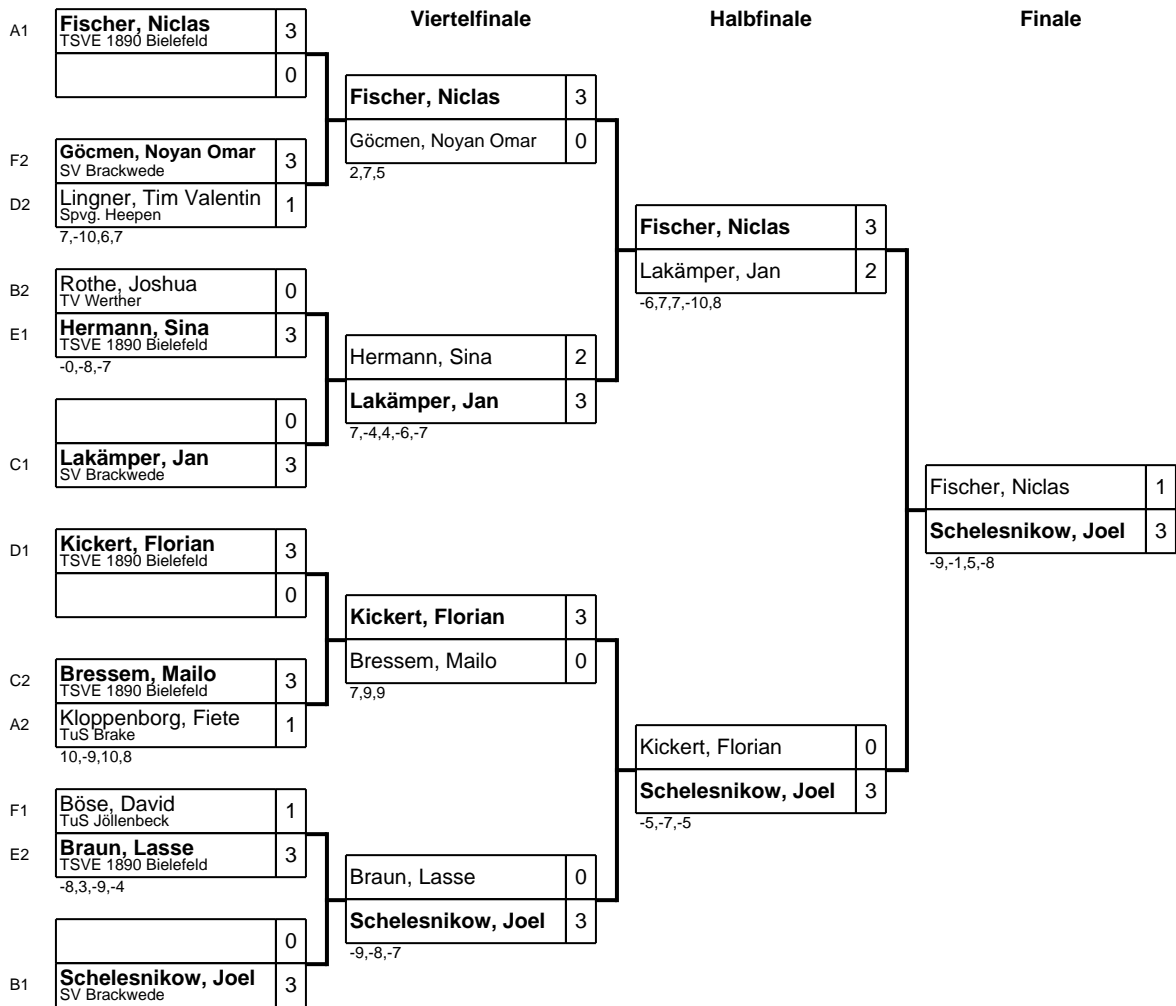 Viertelfinale
Halbfinale
Finale
A1
Fischer, Niclas 3
TSVE 1890 Bielefeld
0
F2
Göcmen, Noyan Omar 3
SV Brackwede
D2
Lingner, Tim Valentin 1
Spvg. Heepen
7,-10,6,7
B2
Rothe, Joshua 0
TV Werther
E1
Hermann, Sina 3
TSVE 1890 Bielefeld
-0,-8,-7
0
C1
Lakämper, Jan 3
SV Brackwede
D1
Kickert, Florian 3
TSVE 1890 Bielefeld
0
C2
Bressem, Mailo 3
TSVE 1890 Bielefeld
A2
Kloppenborg, Fiete 1
TuS Brake
10,-9,10,8
F1
Böse, David 1
TuS Jöllenbeck
E2
Braun, Lasse 3
TSVE 1890 Bielefeld
-8,3,-9,-4
0
B1
Schelesnikow, Joel 3
SV Brackwede
Fischer, Niclas 3
Göcmen, Noyan Omar 0
2,7,5
Hermann, Sina 2
Lakämper, Jan 3
7,-4,4,-6,-7
Kickert, Florian 3
Bressem, Mailo 0
7,9,9
Braun, Lasse 0
Schelesnikow, Joel 3
-9,-8,-7
Fischer, Niclas 3
Lakämper, Jan 2
-6,7,7,-10,8
Kickert, Florian 0
Schelesnikow, Joel 3
-5,-7,-5
Fischer, Niclas 1
Schelesnikow, Joel 3
-9,-1,5,-8